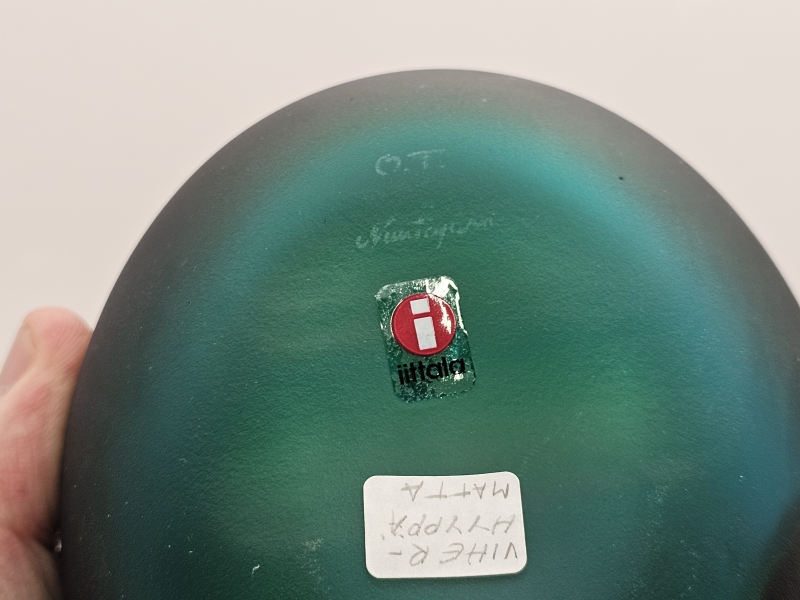 O.T.
Nuutajärvi
i
iittala
VIHER-
HYYPPÄ
MATTA